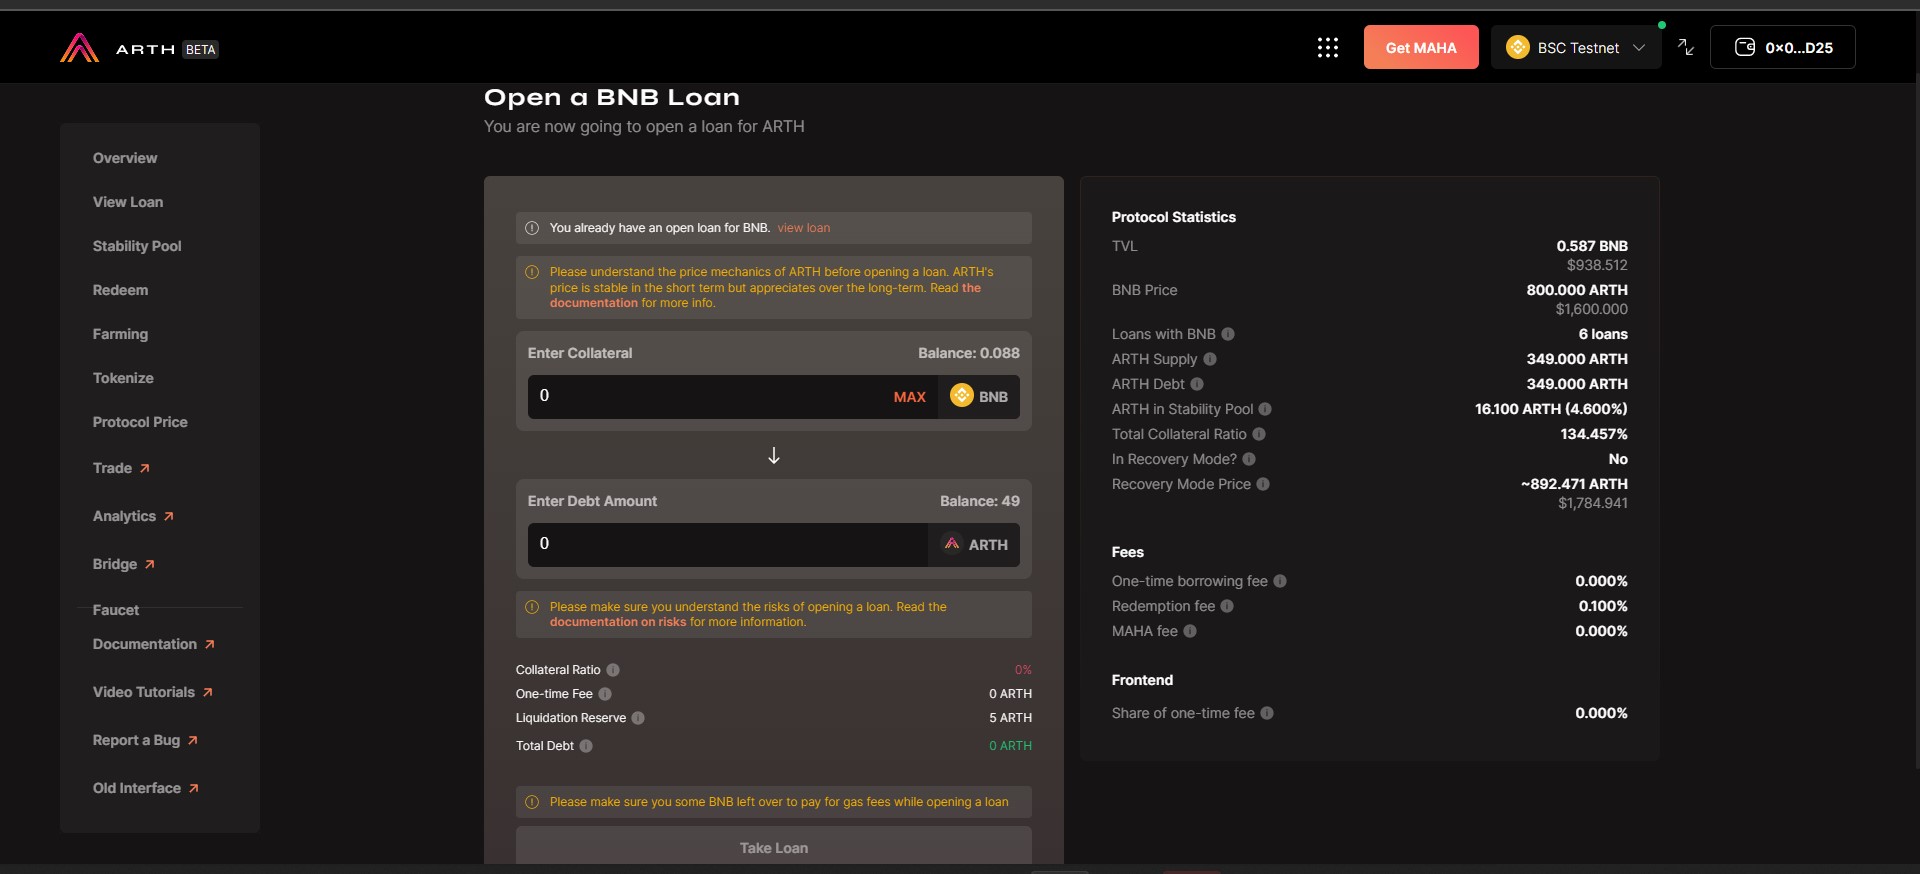 ARTH BETA
Get MAHA
BSC Testnet
0×0...D25
Overview
View Loan
Stability Pool
Redeem
Farming
Tokenize
Protocol Price
Trade
Analytics
Bridge
Faucet
Documentation
Video Tutorials
Report a Bug
Old Interface
Open a BNB Loan
You are now going to open a loan for ARTH
You already have an open loan for BNB. view loan
Please understand the price mechanics of ARTH before opening a loan. ARTH's
price is stable in the short term but appreciates over the long-term. Read the
documentation for more info.
Enter Collateral Balance: 0.088
0 MAX BNB
Enter Debt Amount Balance: 49
0 ARTH
Please make sure you understand the risks of opening a loan. Read the
documentation on risks for more information.
Collateral Ratio 0%
One-time Fee 0 ARTH
Liquidation Reserve 5 ARTH
Total Debt 0 ARTH
Please make sure you some BNB left over to pay for gas fees while opening a loan
Take Loan
Protocol Statistics
TVL 0.587 BNB
$938.512
BNB Price 800.000 ARTH
$1,600.000
Loans with BNB 6 loans
ARTH Supply 349.000 ARTH
ARTH Debt 349.000 ARTH
ARTH in Stability Pool 16.100 ARTH (4.600%)
Total Collateral Ratio 134.457%
In Recovery Mode? No
Recovery Mode Price ~892.471 ARTH
$1,784.941
Fees
One-time borrowing fee 0.000%
Redemption fee 0.100%
MAHA fee 0.000%
Frontend
Share of one-time fee 0.000%